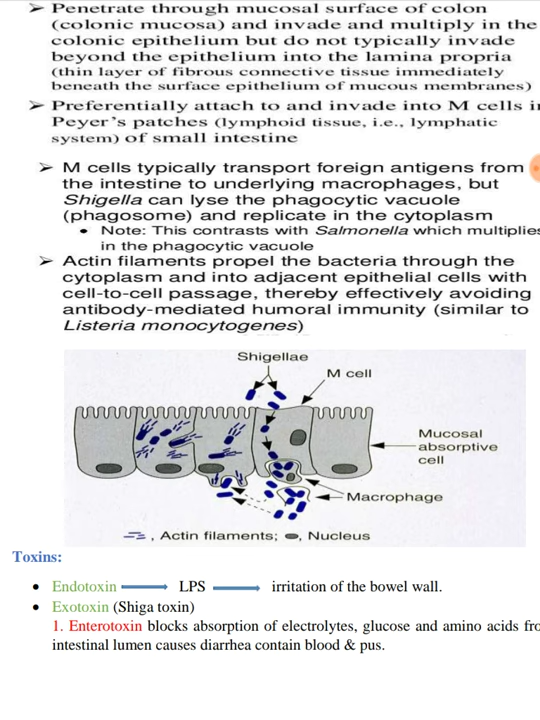 ➢ Penetrate through mucosal surface of colon
(colonic mucosa) and invade and multiply in the
colonic epithelium but do not typically invade
beyond the epithelium into the lamina propria
(thin layer of fibrous connective tissue immediately
beneath the surface epithelium of mucous membranes)
➢ Preferentially attach to and invade into M cells
Peyer's patches (lymphoid tissue, i.e., lymphatic
system) of small intestine
➢ M cells typically transport foreign antigens from
the intestine to underlying macrophages, but
Shigella can lyse the phagocytic vacuole
(phagosome) and replicate in the cytoplasm
• Note: This contrasts with Salmonella which multiplies
in the phagocytic vacuole
➢ Actin filaments propel the bacteria through the
cytoplasm and into adjacent epithelial cells with
cell-to-cell passage, thereby effectively avoiding
antibody-mediated humoral immunity (similar to
Listeria monocytogenes)
Shigellae
M cell
Mucosal
absorptive
cell
Macrophage
, Actin filaments; , Nucleus
Toxins:
• Endotoxin LPS irritation of the bowel wall.
• Exotoxin (Shiga toxin)
1. Enterotoxin blocks absorption of electrolytes, glucose and amino acids
intestinal lumen causes diarrhea contain blood & pus.